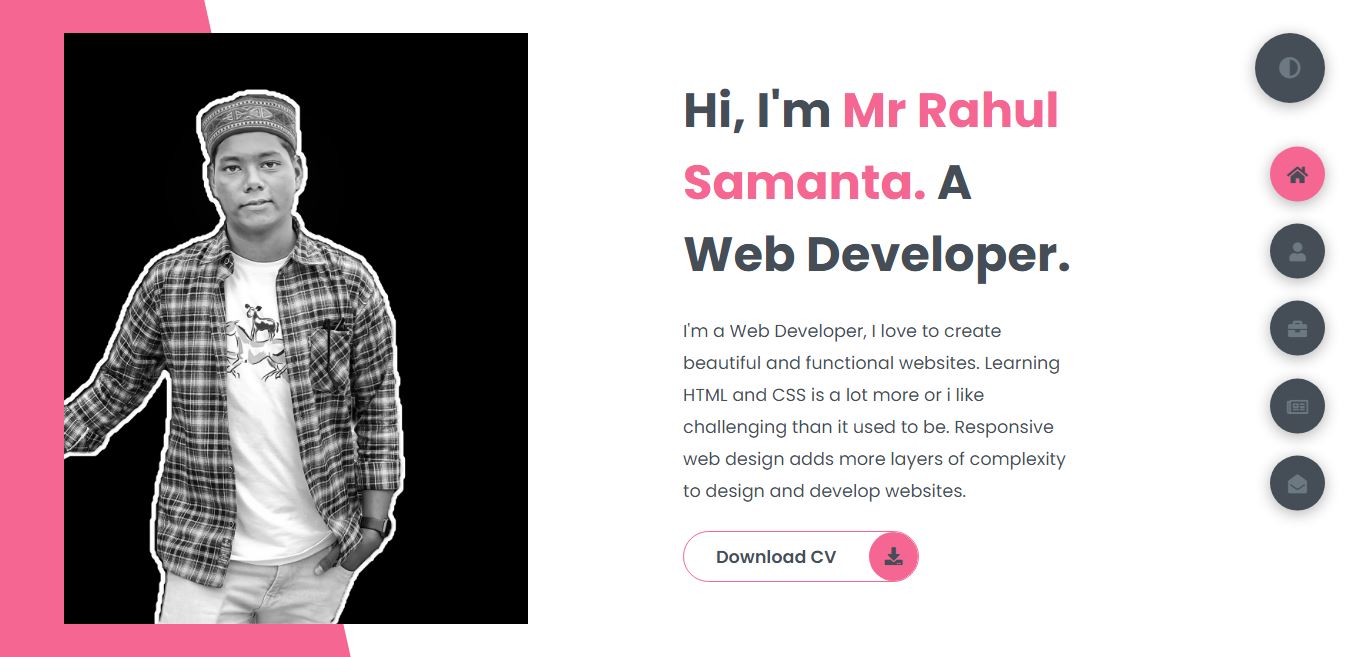 Hi, I'm Mr Rahul
Samanta. A
Web Developer.
I'm a Web Developer, I love to create
beautiful and functional websites. Learning
HTML and CSS is a lot more or i like
challenging than it used to be. Responsive
web design adds more layers of complexity
to design and develop websites.
Download CV